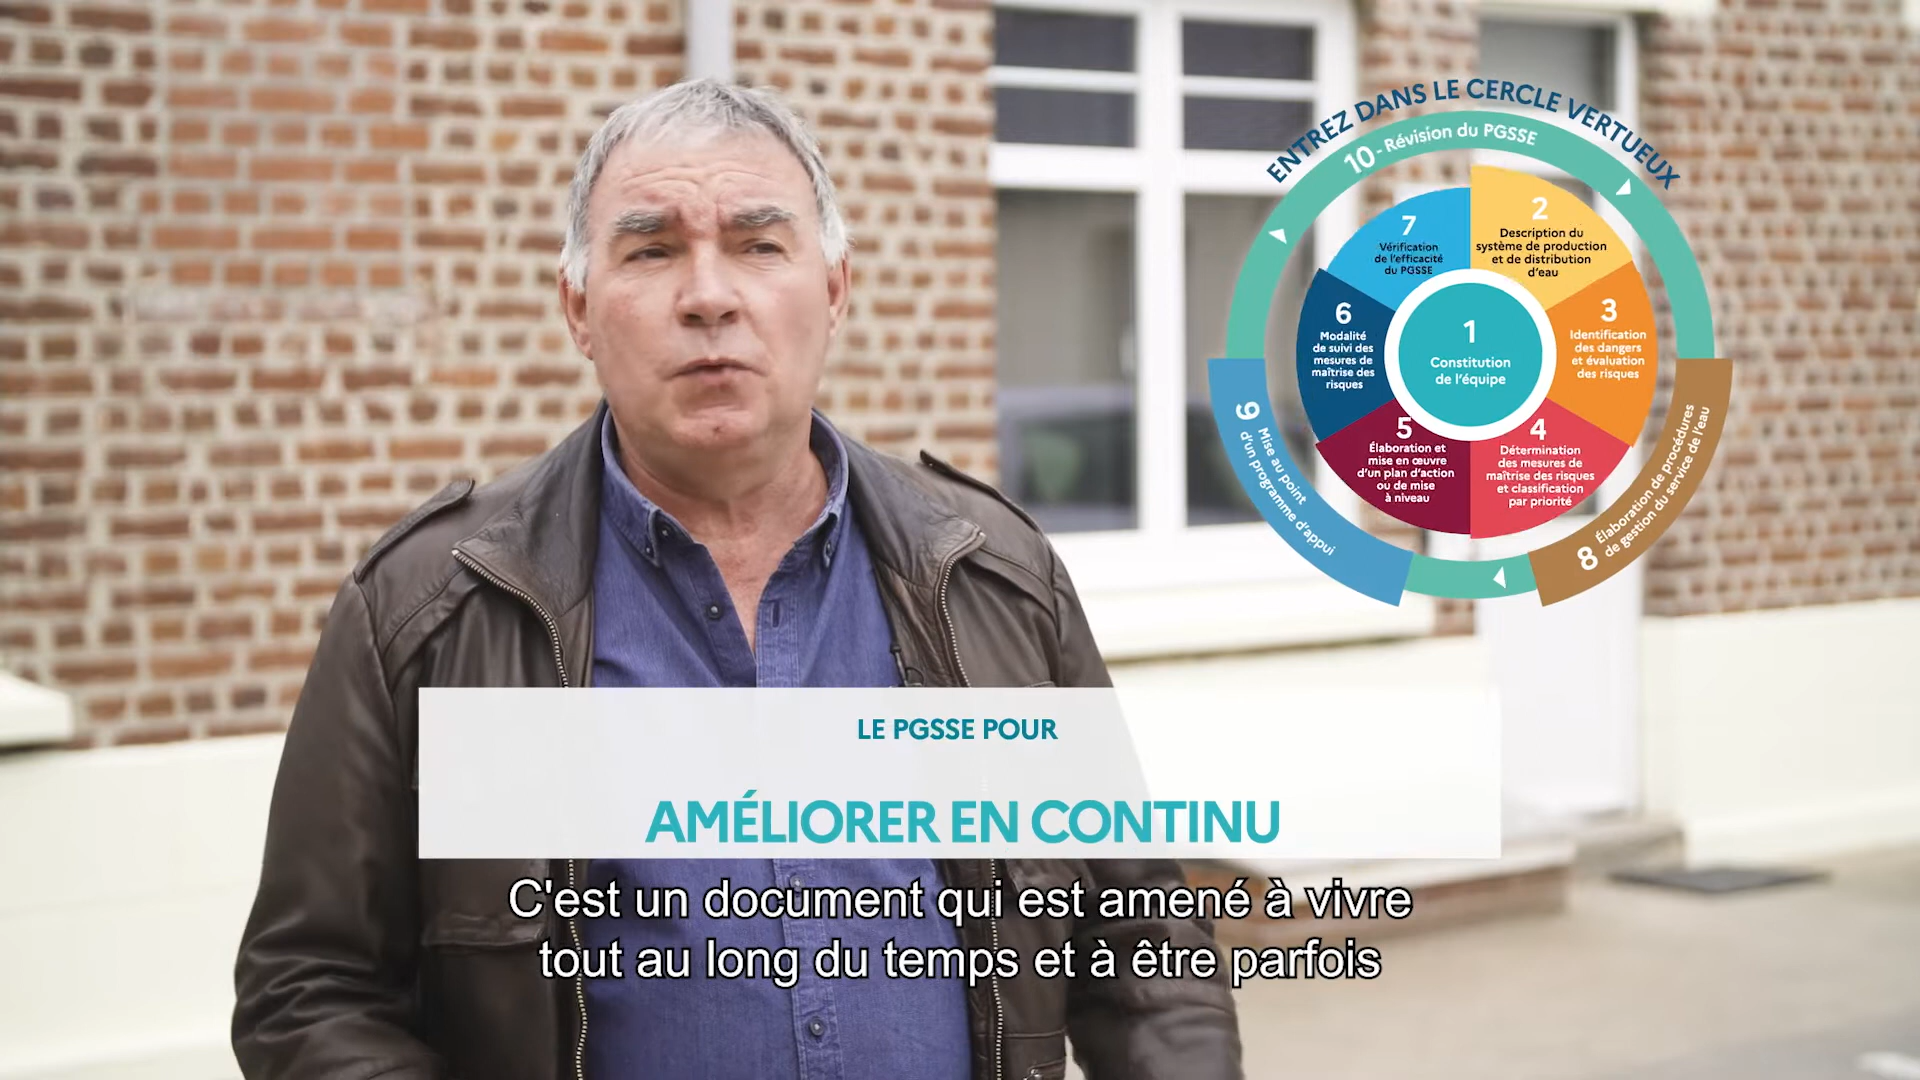 ENTREZ DANS LE CERCLE VERTUEUX
10 - Révision du PGSSE
7
Vérification
de l'efficacité
du PGSSE
2
Description du
système de production
et de distribution
d'eau
6
Modalité
de suivi des
mesures de
maîtrise des
risques
1
Constitution
de l'équipe
3
Identification
des dangers
et évaluation
des risques
5
Élaboration et
mise en œuvre
d'un plan d'action
ou de mise
à niveau
4
Détermination
des mesures de
maîtrise des risques
et classification
par priorité
9
Mise au point
d'un programme d'appui
8
Élaboration de procédures
de gestion du service de l'eau
LE PGSSE POUR
AMÉLIORER EN CONTINU
C'est un document qui est amené à vivre
tout au long du temps et à être parfois